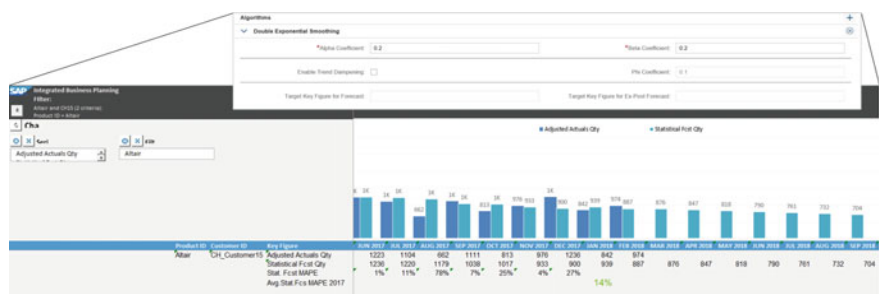 Algorithms
Double Exponential Smoothing
*Alpha Coefficient: 0.2
*Beta Coefficient: 0.2
Enable Trend Dampening:
Phi Coefficient: 0.1
Target Key Figure for Forecast:
Target Key Figure for Ex-Post Forecast:
SAP Integrated Business Planning
Filter:
Product ID = Altair
Cha
Adjusted Actuals Qty
Altair
Adjusted Actuals Qty Statistical Fcst Qty
1K 1K 1K 662 1K 1K 1K 813 1K 976 933 1K 900 842 939 974 887 876 847 818 790 761 732 704
Product ID Customer ID Key Figure JUN 2017 JUL 2017 AUG 2017 SEP 2017 OCT 2017 NOV 2017 DEC 2017 JAN 2018 FEB 2018 MAR 2018 APR 2018 MAY 2018 JUN 2018 JUL 2018 AUG 2018 SEP 2018
Altair CH_Customer15 Adjusted Actuals Qty 1223 1104 662 1111 813 976 1236 842 974
Statistical Fcst Qty 1236 1220 1179 1038 1017 933 900 939 887 876 847 818 790 761 732 704
Stat. Fcst MAPE 1% 11% 78% 7% 25% 4% 27%
Avg.Stat.Fcs MAPE 2017 14%